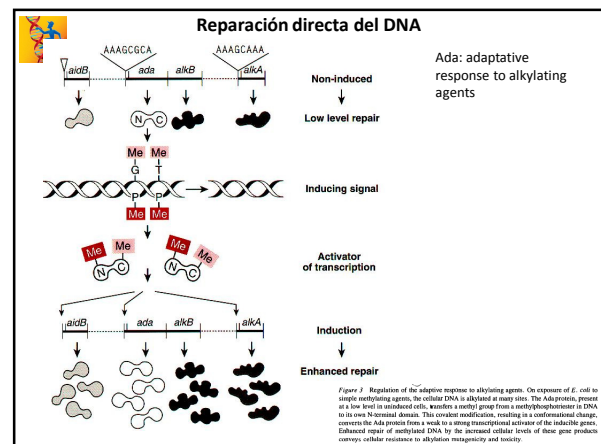 Reparación directa del DNA
AAAGCGCA
AAAGCAAA
aidB
ada
alkB
alkA
Non-induced
Ada: adaptative
response to alkylating
agents
N C
Low level repair
Me Me
G T
P P
Me Me
Inducing signal
Me Me
N C
Me Me
N C
Activator
of transcription
aidB
ada
alkB
alkA
Induction
Enhanced repair
Figure 3 Regulation of the adaptive response to alkylating agents. On exposure of E. coli to
simple methylating agents, the cellular DNA is alkylated at many sites. The Ada protein, present
at a low level in uninduced cells, transfers a methyl group from a methylphosphotriester in DNA
to its own N-terminal domain. This covalent modification, resulting in a conformational change,
converts the Ada protein from a weak to a strong transcriptional activator of the inducible genes.
Enhanced repair of methylated DNA by the increased cellular levels of these gene products
conveys cellular resistance to alkylation mutagenicity and toxicity.